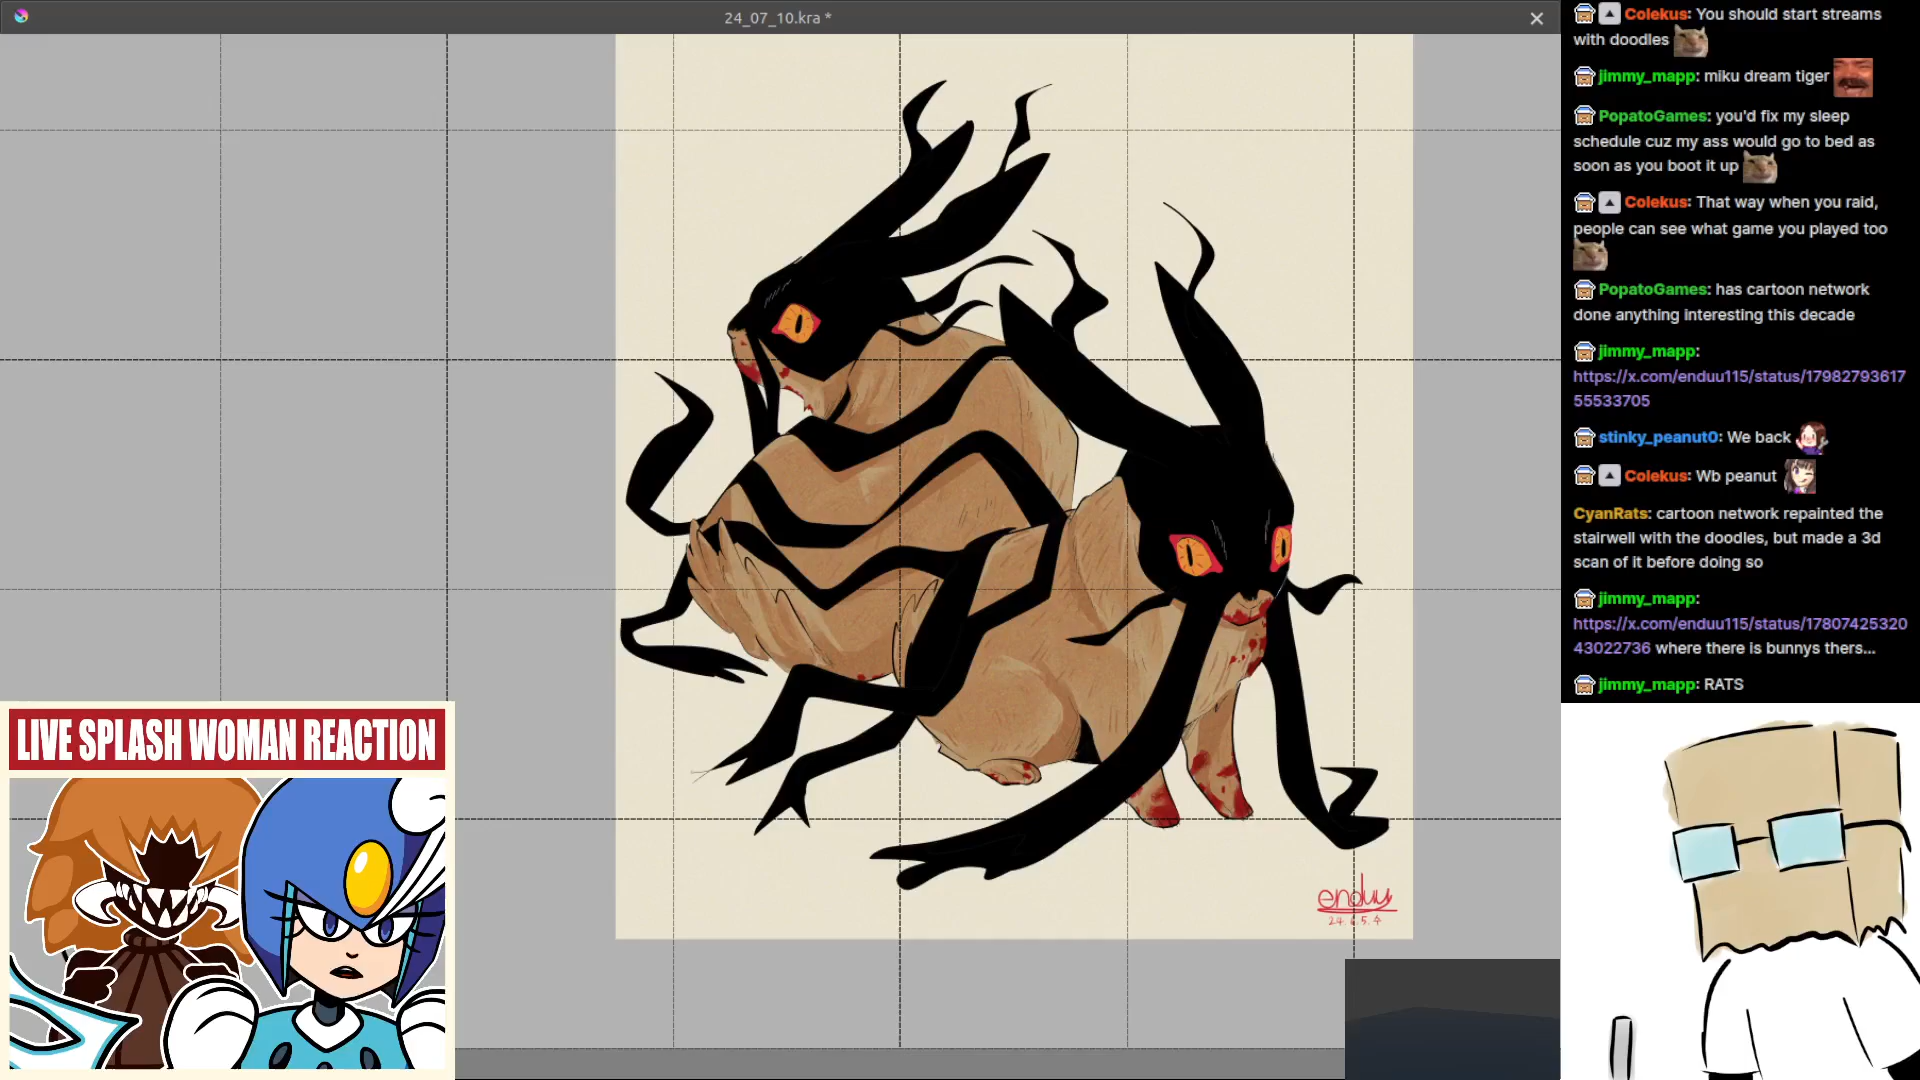 24_07_10.kra *
Colekus: You should start streams
with doodles
jimmy_mapp: miku dream tiger
PopatoGames: you'd fix my sleep
schedule cuz my ass would go to bed as
soon as you boot it up
Colekus: That way when you raid,
people can see what game you played too
PopatoGames: has cartoon network
done anything interesting this decade
jimmy_mapp:
https://x.com/enduu115/status/17982793617
55533705
stinky_peanut0: We back
Colekus: Wb peanut
CyanRats: cartoon network repainted the
stairwell with the doodles, but made a 3d
scan of it before doing so
jimmy_mapp:
https://x.com/enduu115/status/17807425320
43022736 where there is bunnys thers...
jimmy_mapp: RATS
LIVE SPLASH WOMAN REACTION
enduu